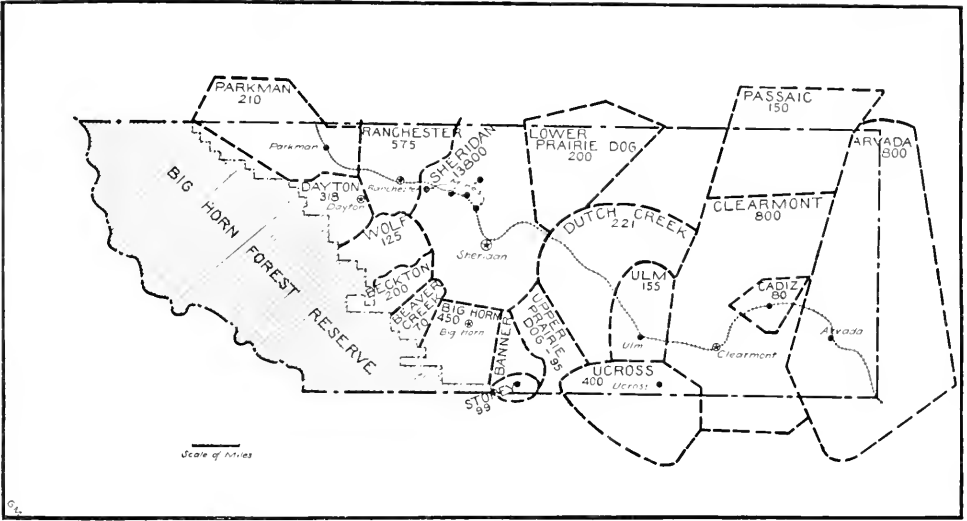 PARKMAN
210
Parkman
RANCHESTER
575
Ranchester
SHERIDAN
13800
Sheridan
LOWER
PRAIRIE DOG
200
PASSAIC
150
ARVADA
800
Arvada
BIG HORN FOREST RESERVE
DAYTON
318
Dayton
WOLF
125
DUTCH CREEK
221
CLEARMONT
800
Clearmont
BECKTON
200
BEAVER
CREEK
70
BIG HORN
450
Big Horn
BANNER
UPPER
PRAIRIE
DOG - 95
ULM
155
Ulm
CADIZ
80
STORY
99
UCROSS
400
Ucross
Scale of Miles